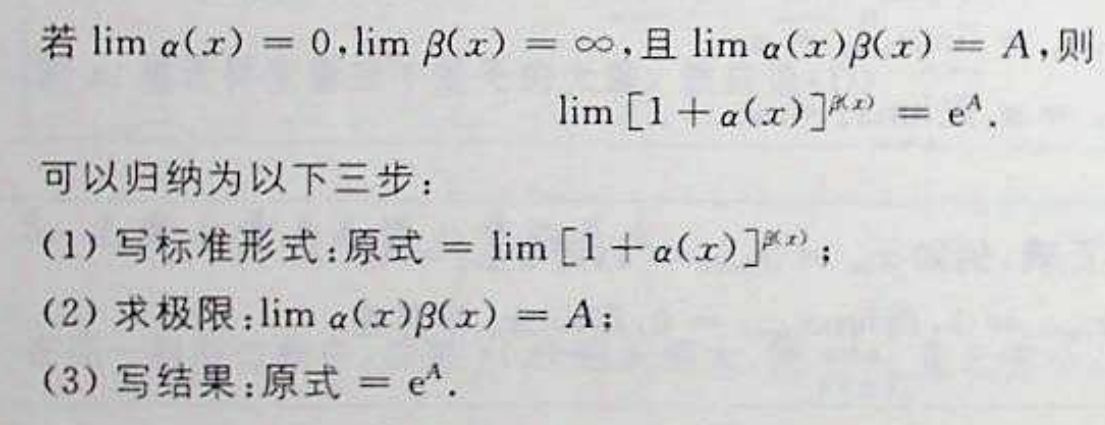 若 lim α(x) = 0,lim β(x) = ∞,且 lim α(x)β(x) = A,则
lim [1 + α(x)]^{β(x)} = e^A.
可以归纳为以下三步:
(1) 写标准形式:原式 = lim [1 + α(x)]^{β(x)};
(2) 求极限:lim α(x)β(x) = A;
(3) 写结果:原式 = e^A.